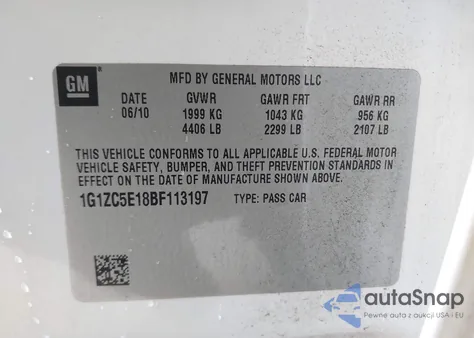 GM
MFD BY GENERAL MOTORS LLC
DATE GVWR GAWR FRT GAWR RR
06/10 1999 KG 1043 KG 956 KG
4406 LB 2299 LB 2107 LB
THIS VEHICLE CONFORMS TO ALL APPLICABLE U.S. FEDERAL MOTOR
VEHICLE SAFETY, BUMPER, AND THEFT PREVENTION STANDARDS
IN EFFECT ON THE DATE OF MANUFACTURE SHOWN ABOVE.
1G1ZC5E18BF113197 TYPE: PASS CAR
autoSnap
Pewne auta z aukcji USA i EU